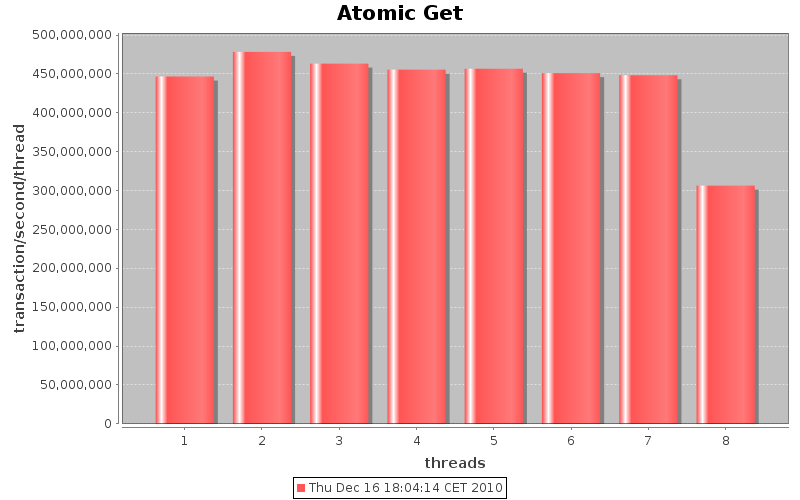 Atomic Get
500,000,000
450,000,000
400,000,000
350,000,000
300,000,000
250,000,000
200,000,000
150,000,000
100,000,000
50,000,000
0
transaction/second/thread
1 2 3 4 5 6 7 8
threads
Thu Dec 16 18:04:14 CET 2010